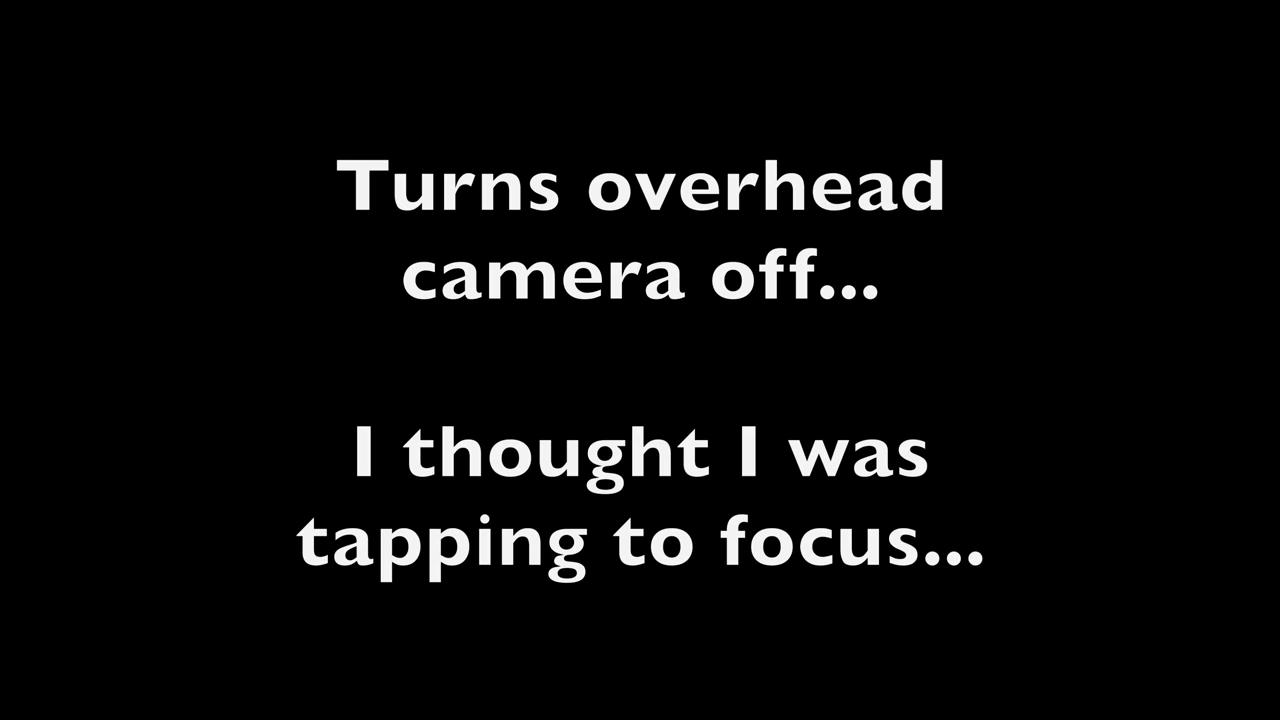 Turns overhead
camera off...
I thought I was
tapping to focus...